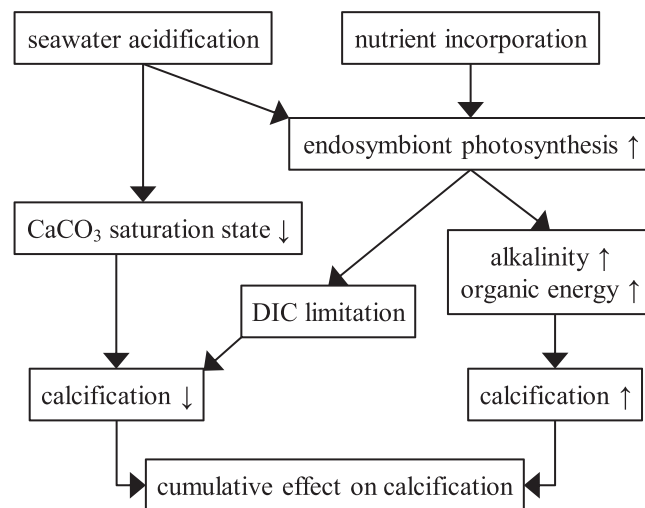 seawater acidification
nutrient incorporation
endosymbiont photosynthesis ↑
CaCO₃ saturation state ↓
alkalinity ↑
organic energy ↑
DIC limitation
calcification ↓
calcification ↑
cumulative effect on calcification